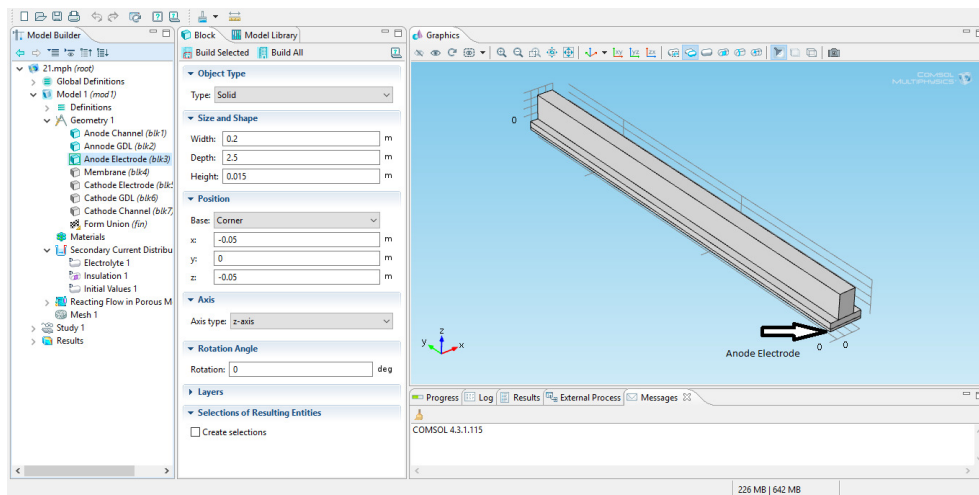 Model Builder
21.mph (root)
Global Definitions
Model 1 (mod1)
Definitions
Geometry 1
Anode Channel (blk1)
Annode GDL (blk2)
Anode Electrode (blk3)
Membrane (blk4)
Cathode Electrode (blk5
Cathode GDL (blk6)
Cathode Channel (blk7)
Form Union (fin)
Materials
Secondary Current Distribu
Electrolyte 1
Insulation 1
Initial Values 1
Reacting Flow in Porous M
Mesh 1
Study 1
Results
Block Model Library
Build Selected Build All
Object Type
Type: Solid
Size and Shape
Width: 0.2 m
Depth: 2.5 m
Height: 0.015 m
Position
Base: Corner
x: -0.05 m
y: 0 m
z: -0.05 m
Axis
Axis type: z-axis
Rotation Angle
Rotation: 0 deg
Layers
Selections of Resulting Entities
Create selections
Graphics
xy yz zx
COMSOL
MULTIPHYSICS
0
z
y x
Anode Electrode
0 0
Progress Log Results External Process Messages
COMSOL 4.3.1.115
226 MB | 642 MB